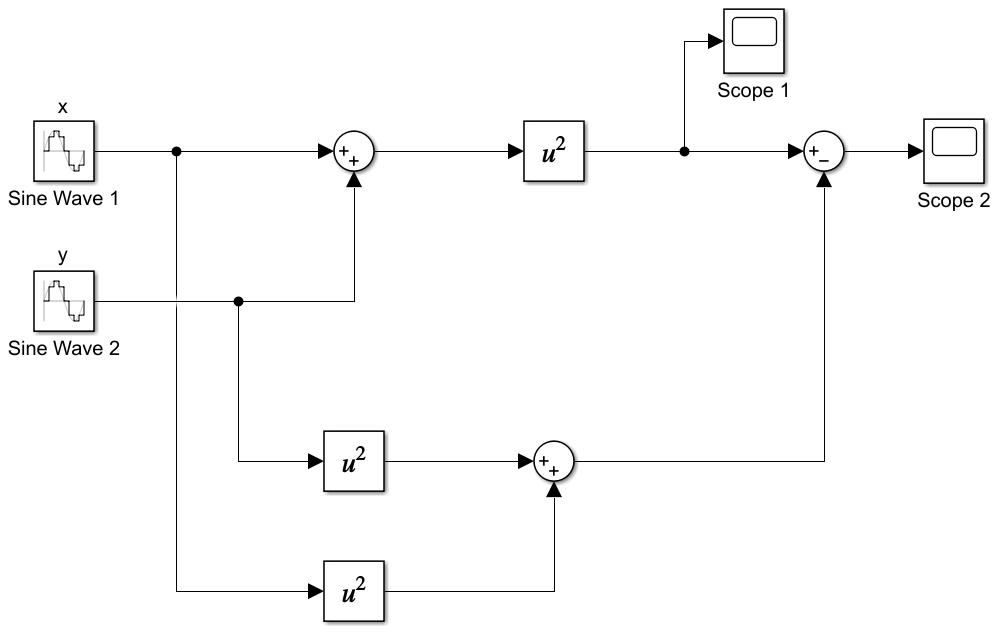 Scope 1
x
Sine Wave 1
+
+
u²
+
−
Scope 2
y
Sine Wave 2
u²
+
+
u²